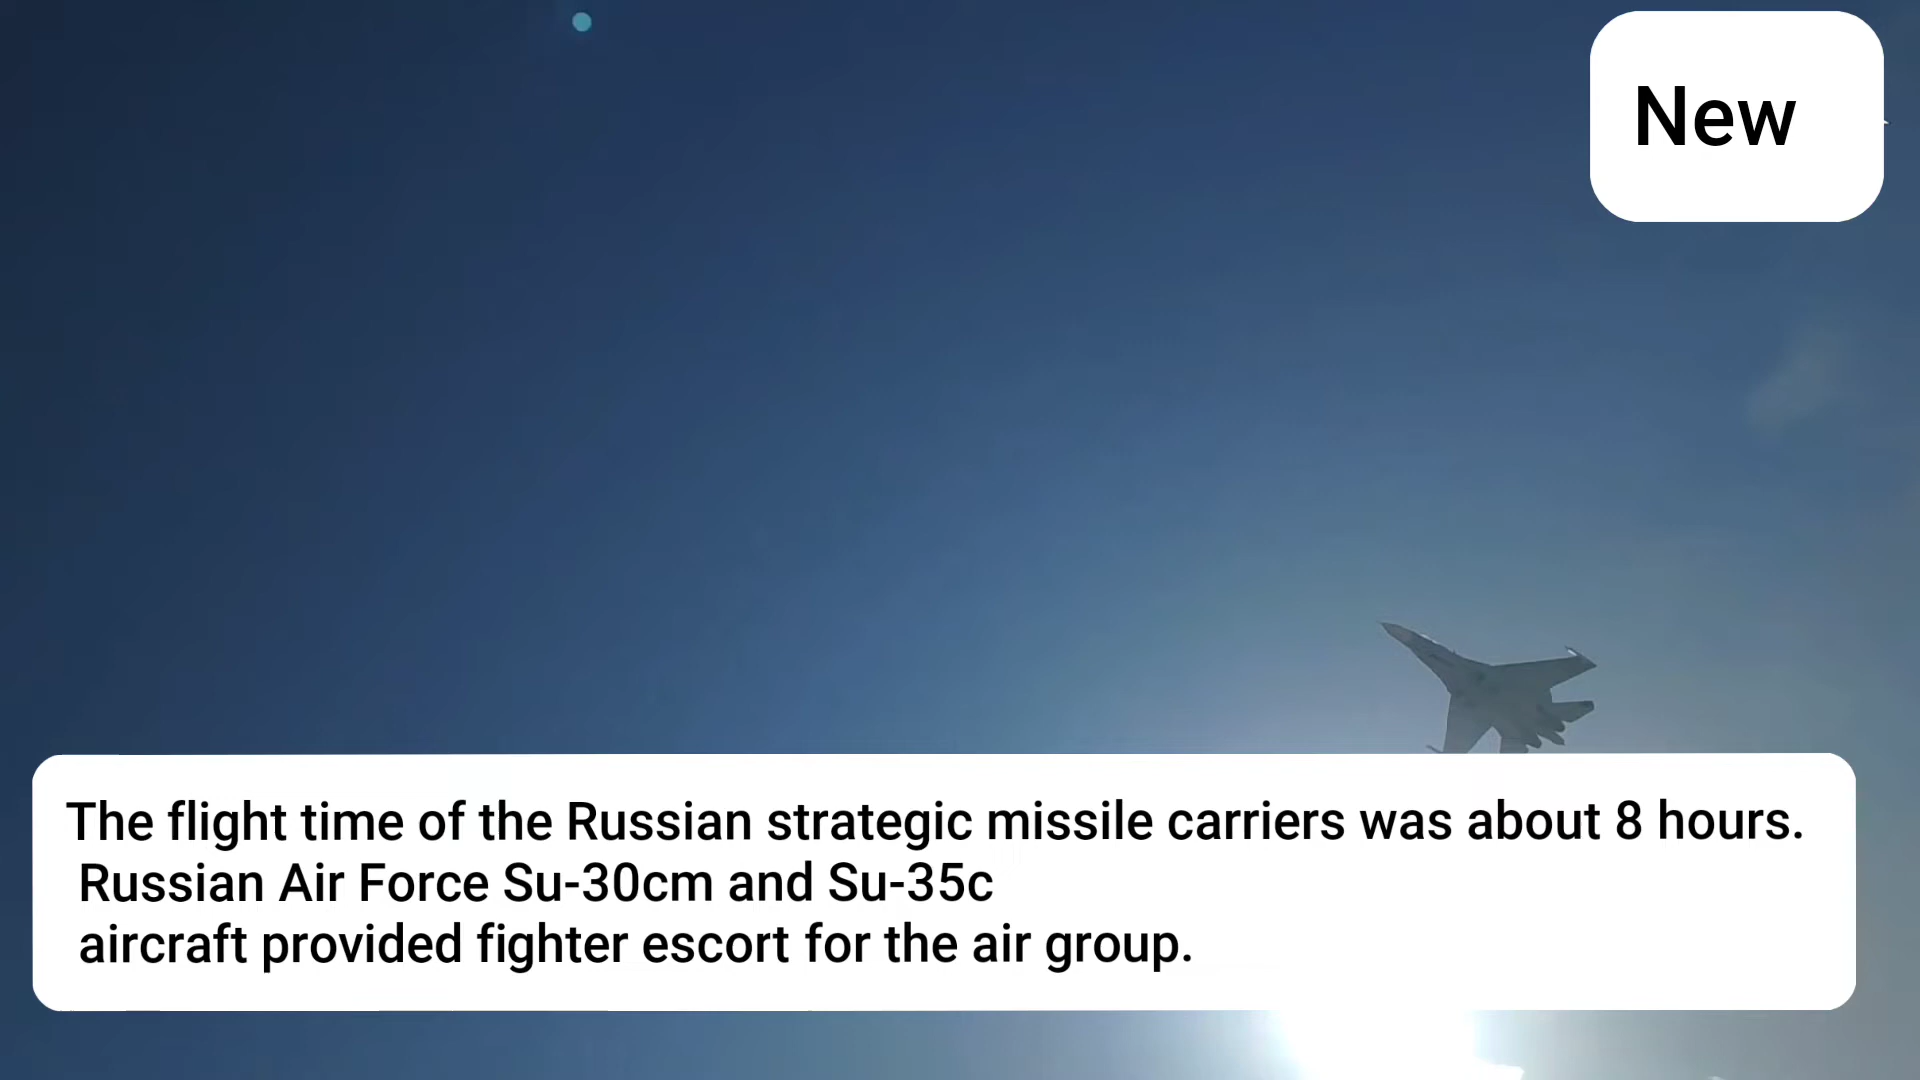 New
The flight time of the Russian strategic missile carriers was about 8 hours.
Russian Air Force Su-30cm and Su-35c
aircraft provided fighter escort for the air group.